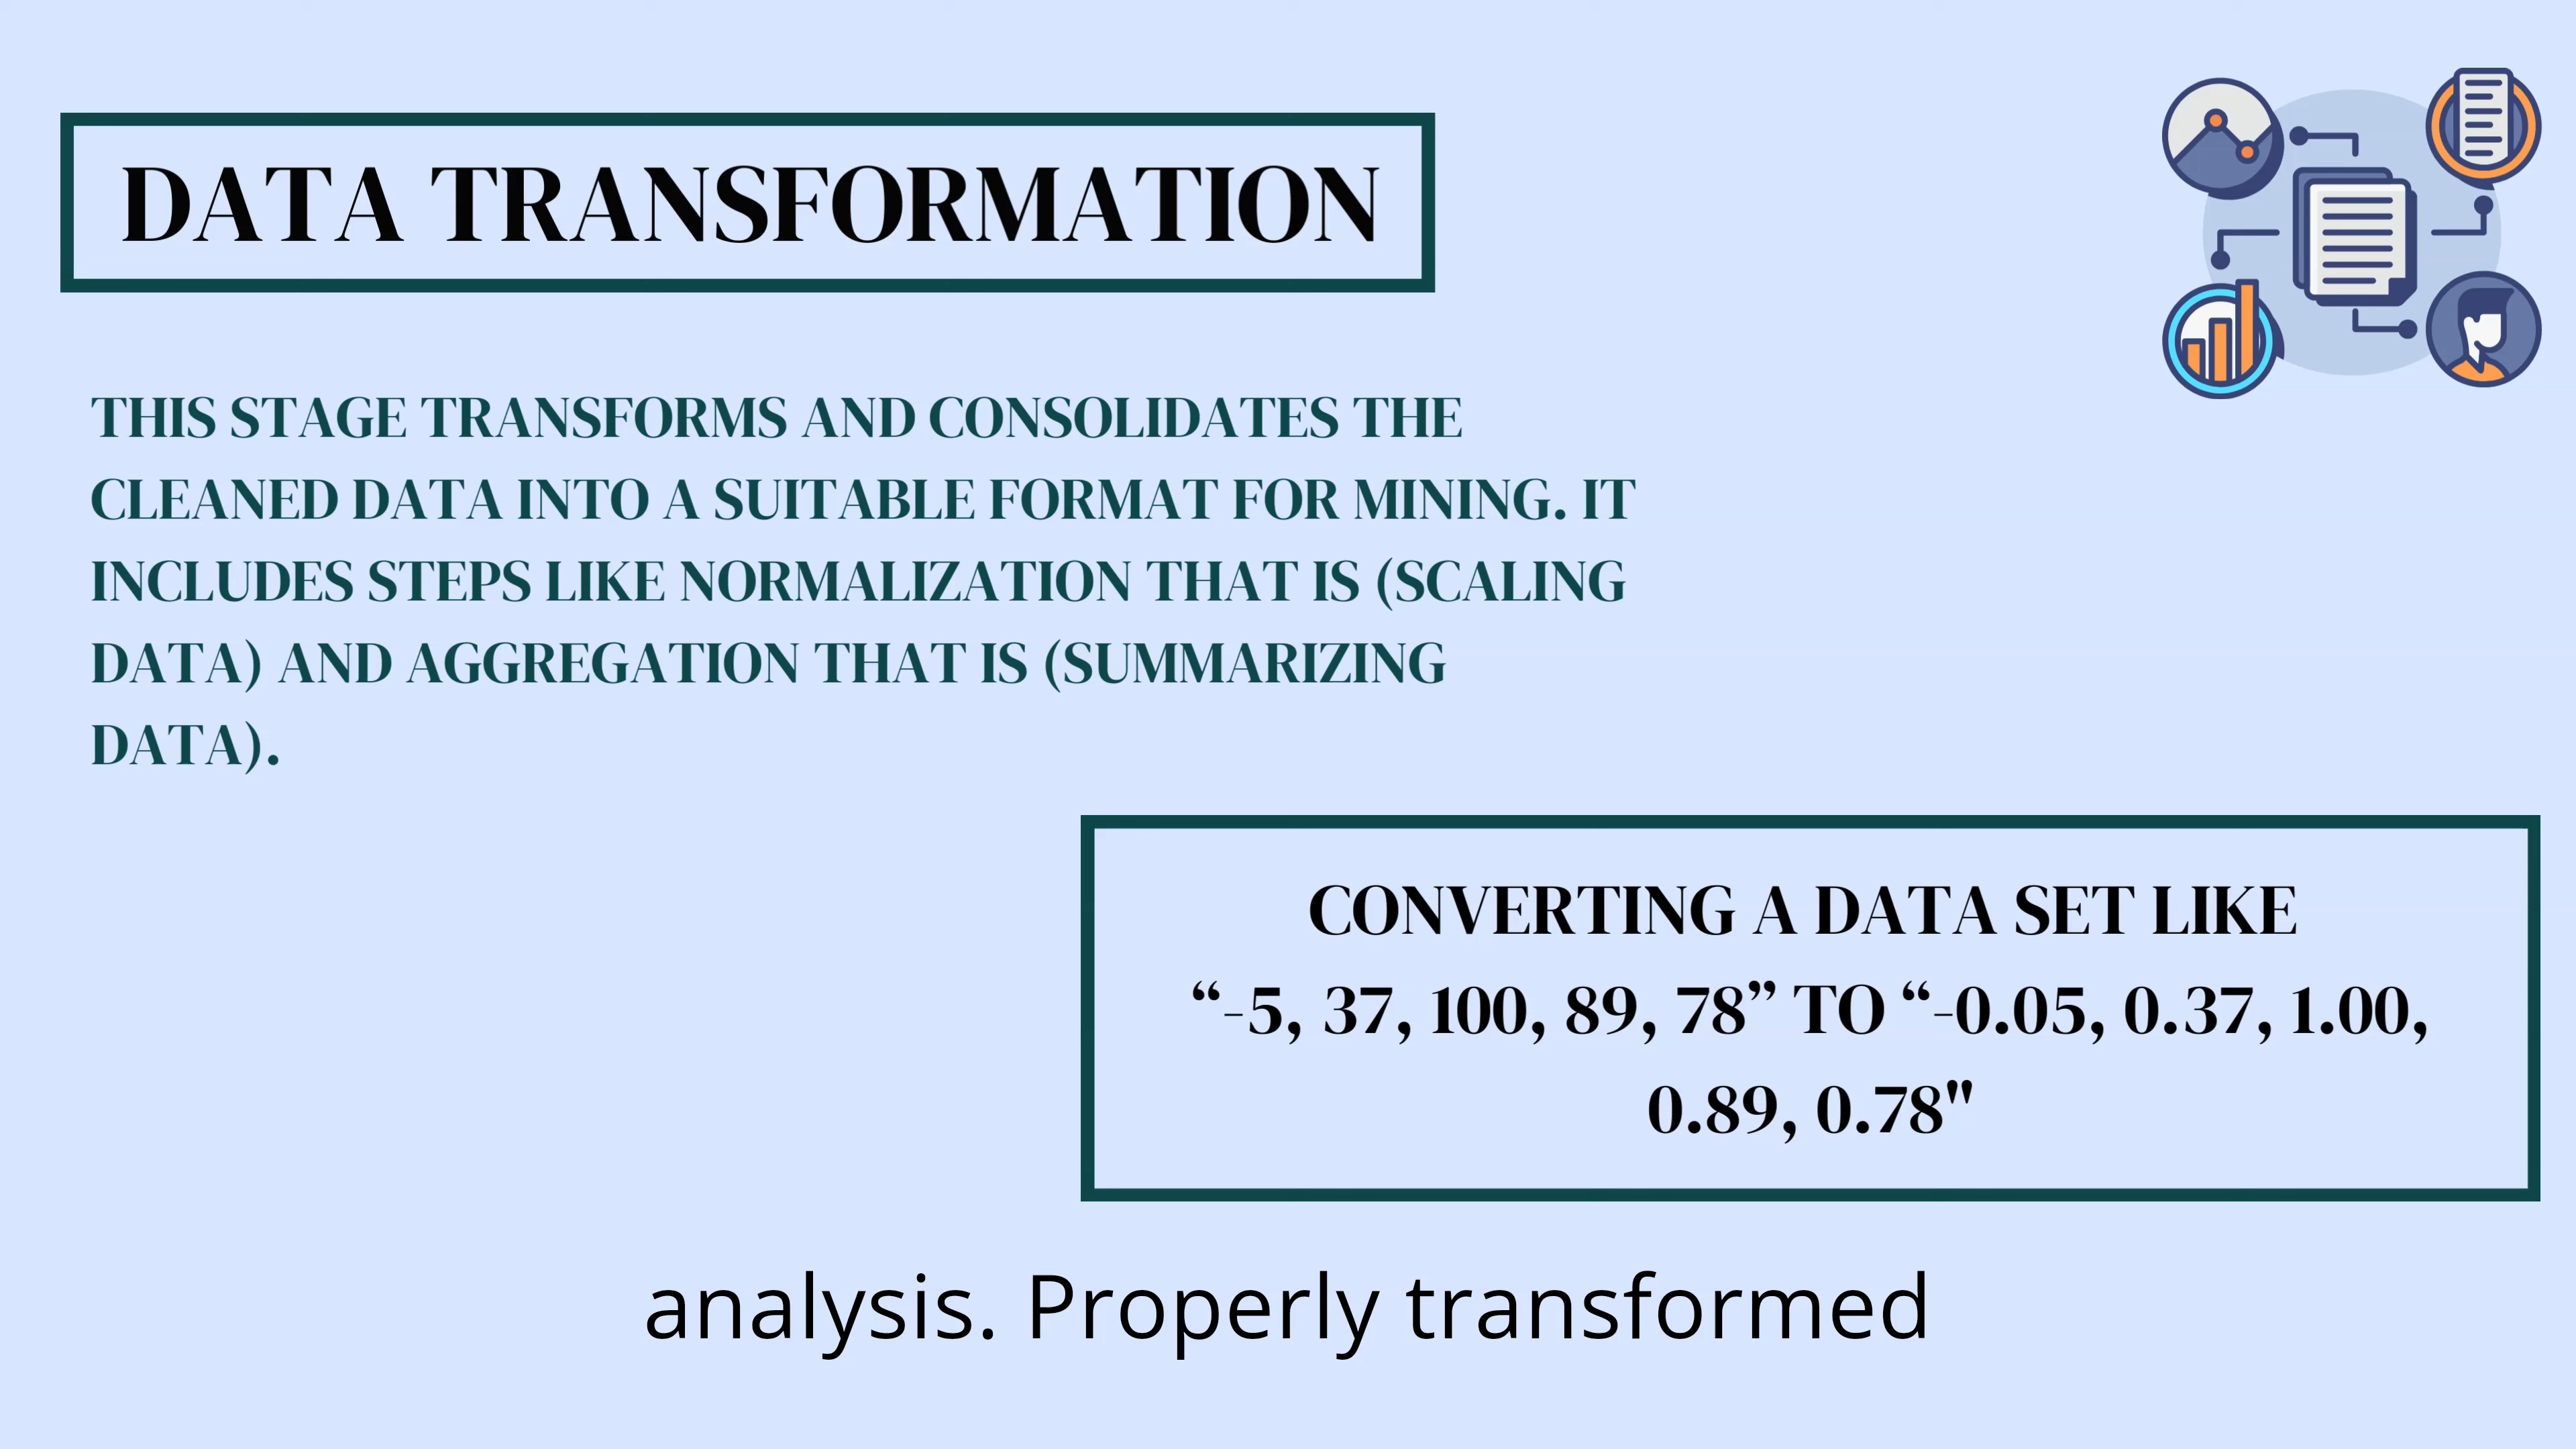 DATA TRANSFORMATION
THIS STAGE TRANSFORMS AND CONSOLIDATES THE
CLEANED DATA INTO A SUITABLE FORMAT FOR MINING. IT
INCLUDES STEPS LIKE NORMALIZATION THAT IS (SCALING
DATA) AND AGGREGATION THAT IS (SUMMARIZING
DATA).
CONVERTING A DATA SET LIKE
“-5, 37, 100, 89, 78” TO “-0.05, 0.37, 1.00,
0.89, 0.78"
analysis. Properly transformed